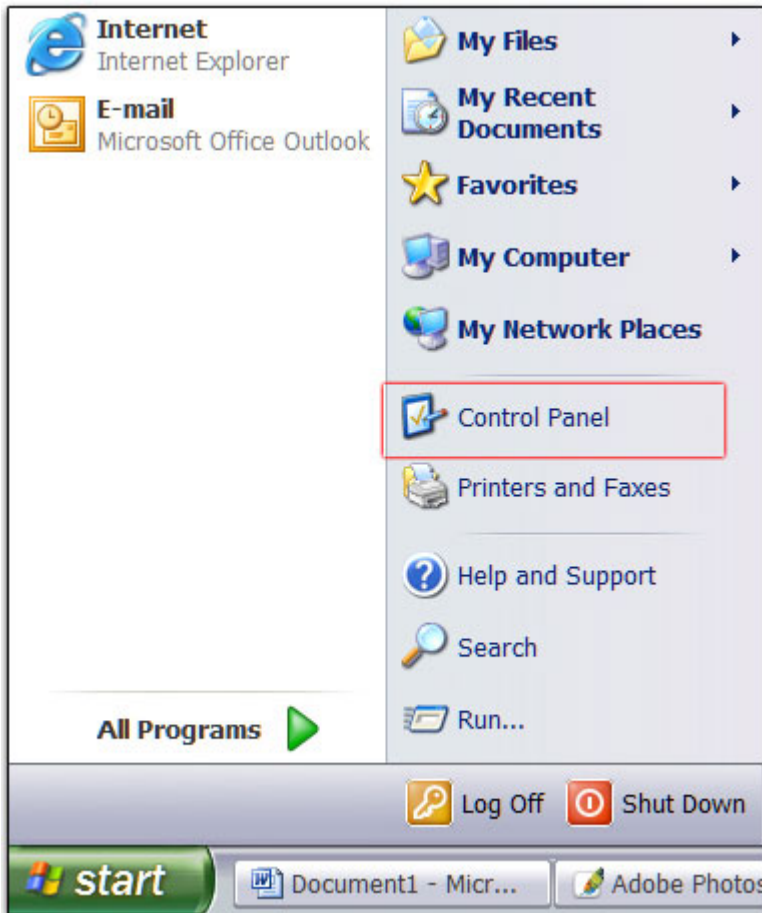 Internet
Internet Explorer
E-mail
Microsoft Office Outlook
All Programs
My Files
My Recent
Documents
Favorites
My Computer
My Network Places
Control Panel
Printers and Faxes
Help and Support
Search
Run...
Log Off
Shut Down
start
Document1 - Micr...
Adobe Photos